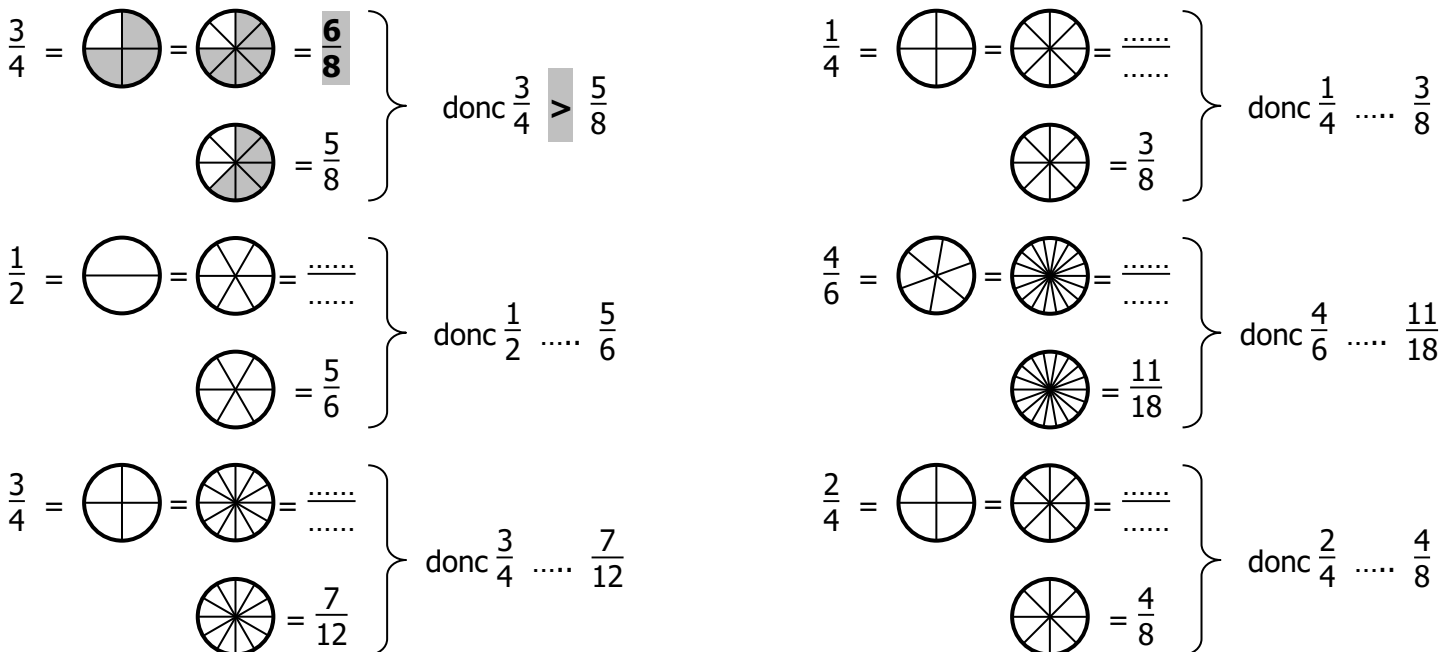 3/4 = = = 6/8
donc 3/4 > 5/8
= 5/8
1/4 = = = ……/……
donc 1/4 ….. 3/8
= 3/8
1/2 = = = ……/……
donc 1/2 ….. 5/6
= 5/6
4/6 = = = ……/……
donc 4/6 ….. 11/18
= 11/18
3/4 = = = ……/……
donc 3/4 ….. 7/12
= 7/12
2/4 = = = ……/……
donc 2/4 ….. 4/8
= 4/8